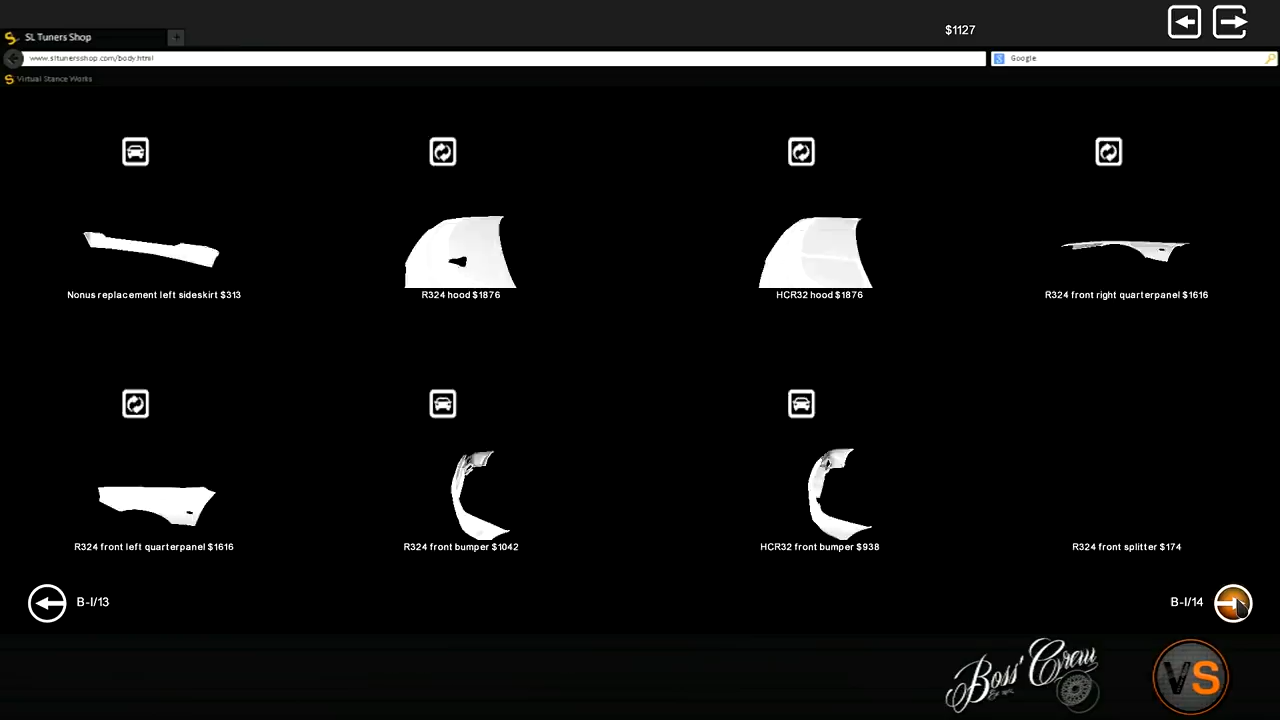 $1127
SL Tuners Shop
www.sltunersshop.com/body.html
Google
Virtual Stance Works
Nonus replacement left sideskirt $313
R324 hood $1876
HCR32 hood $1876
R324 front right quarterpanel $1616
R324 front left quarterpanel $1616
R324 front bumper $1042
HCR32 front bumper $938
R324 front splitter $174
B-I/13
B-I/14
Boss' Crew
VS